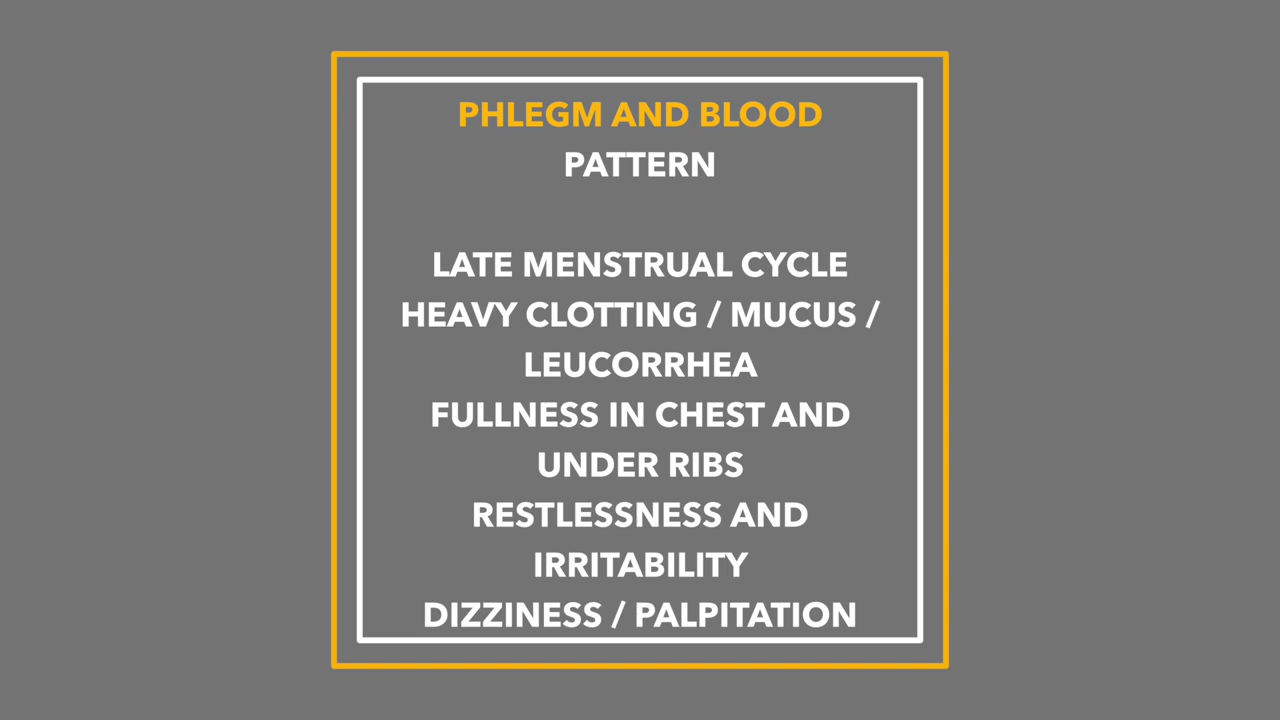 PHLEGM AND BLOOD
PATTERN
LATE MENSTRUAL CYCLE
HEAVY CLOTTING / MUCUS /
LEUCORRHEA
FULLNESS IN CHEST AND
UNDER RIBS
RESTLESSNESS AND
IRRITABILITY
DIZZINESS / PALPITATION